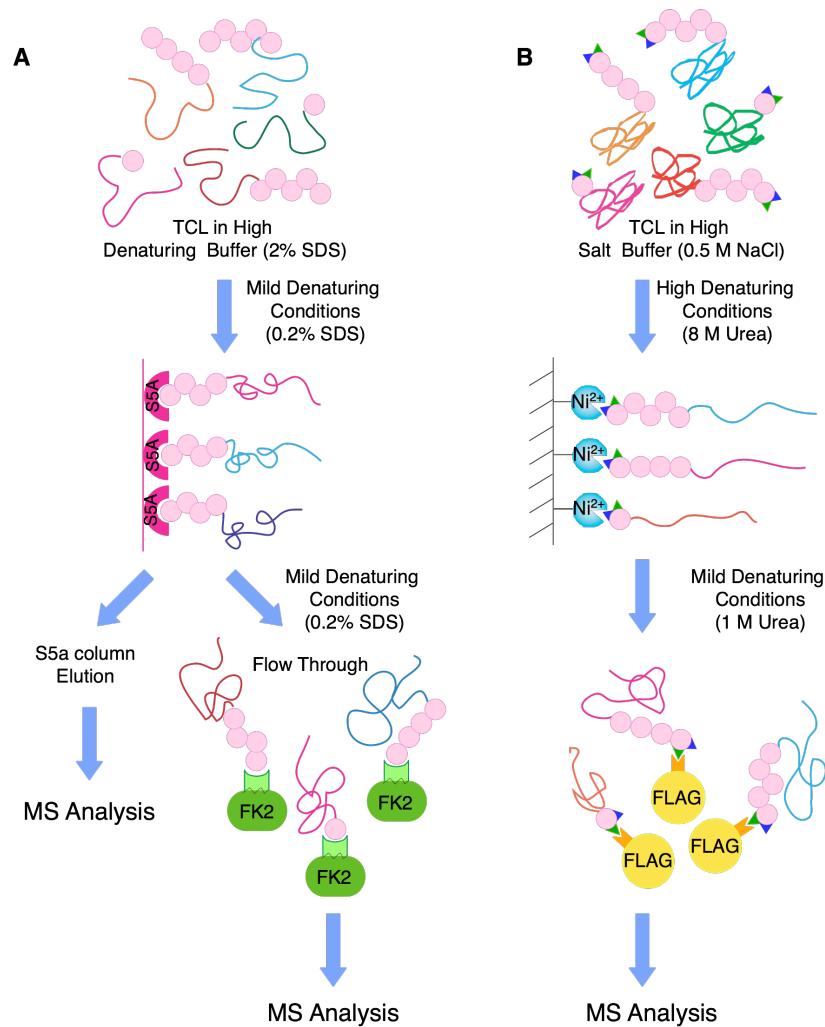 A
TCL in High
Denaturing Buffer (2% SDS)
Mild Denaturing
Conditions
(0.2% SDS)
S5A
S5A
S5A
Mild Denaturing
Conditions
(0.2% SDS)
S5a column
Elution
Flow Through
MS Analysis
FK2
FK2
FK2
MS Analysis
B
TCL in High
Salt Buffer (0.5 M NaCl)
High Denaturing
Conditions
(8 M Urea)
Ni2+
Ni2+
Ni2+
Mild Denaturing
Conditions
(1 M Urea)
FLAG
FLAG
FLAG
MS Analysis